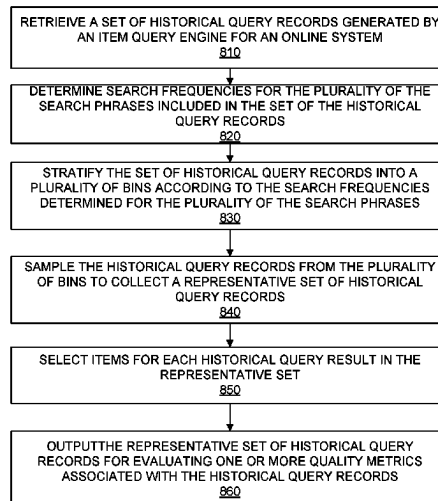 RETRIEIVE A SET OF HISTORICAL QUERY RECORDS GENERATED BY
AN ITEM QUERY ENGINE FOR AN ONLINE SYSTEM
810
DETERMINE SEARCH FREQUENCIES FOR THE PLURALITY OF THE
SEARCH PHRASES INCLUDED IN THE SET OF THE HISTORICAL
QUERY RECORDS
820
STRATIFY THE SET OF HISTORICAL QUERY RECORDS INTO A
PLURALITY OF BINS ACCORDING TO THE SEARCH FREQUENCIES
DETERMINED FOR THE PLURALITY OF THE SEARCH PHRASES
830
SAMPLE THE HISTORICAL QUERY RECORDS FROM THE PLURALITY
OF BINS TO COLLECT A REPRESENTATIVE SET OF HISTORICAL
QUERY RECORDS
840
SELECT ITEMS FOR EACH HISTORICAL QUERY RESULT IN THE
REPRESENTATIVE SET
850
OUTPUTTHE REPRESENTATIVE SET OF HISTORICAL QUERY
RECORDS FOR EVALUATING ONE OR MORE QUALITY METRICS
ASSOCIATED WITH THE HISTORICAL QUERY RECORDS
860